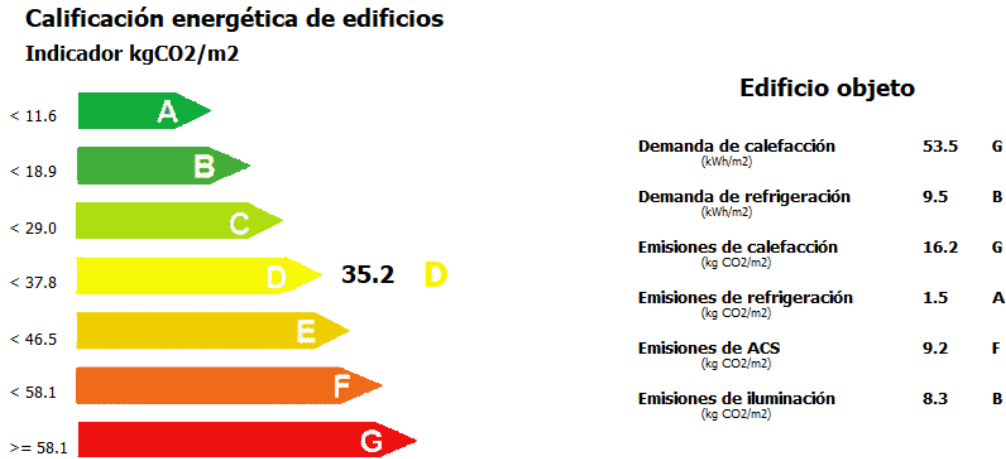 Calificación energética de edificios
Indicador kgCO2/m2
< 11.6 A
< 18.9 B
< 29.0 C
< 37.8 D 35.2 D
< 46.5 E
< 58.1 F
>= 58.1 G
Edificio objeto
Demanda de calefacción 53.5 G
(kWh/m2)
Demanda de refrigeración 9.5 B
(kWh/m2)
Emisiones de calefacción 16.2 G
(kg CO2/m2)
Emisiones de refrigeración 1.5 A
(kg CO2/m2)
Emisiones de ACS 9.2 F
(kg CO2/m2)
Emisiones de iluminación 8.3 B
(kg CO2/m2)